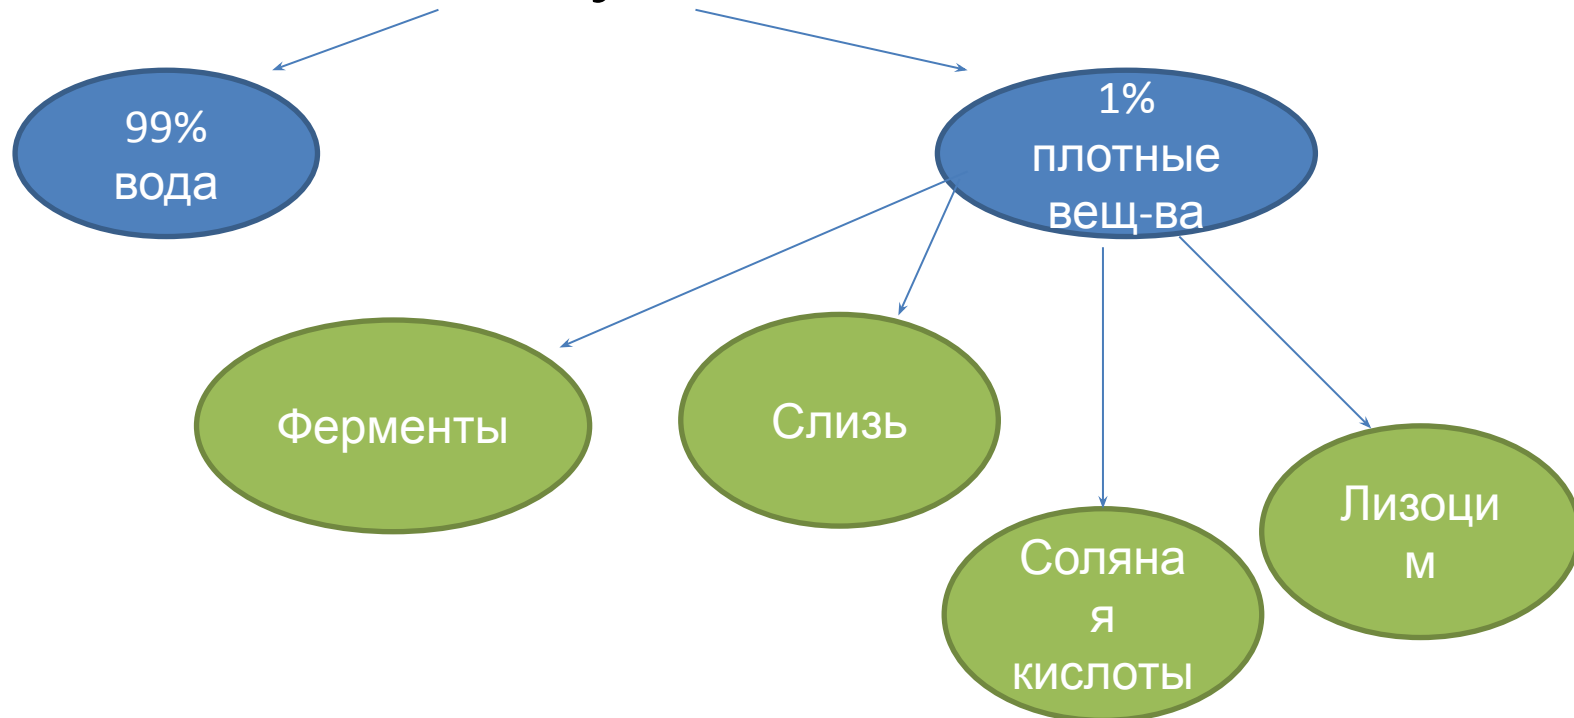 99%
вода
1%
плотные
вещ-ва
Ферменты
Слизь
Соляна
я
кислоты
Лизоци
м